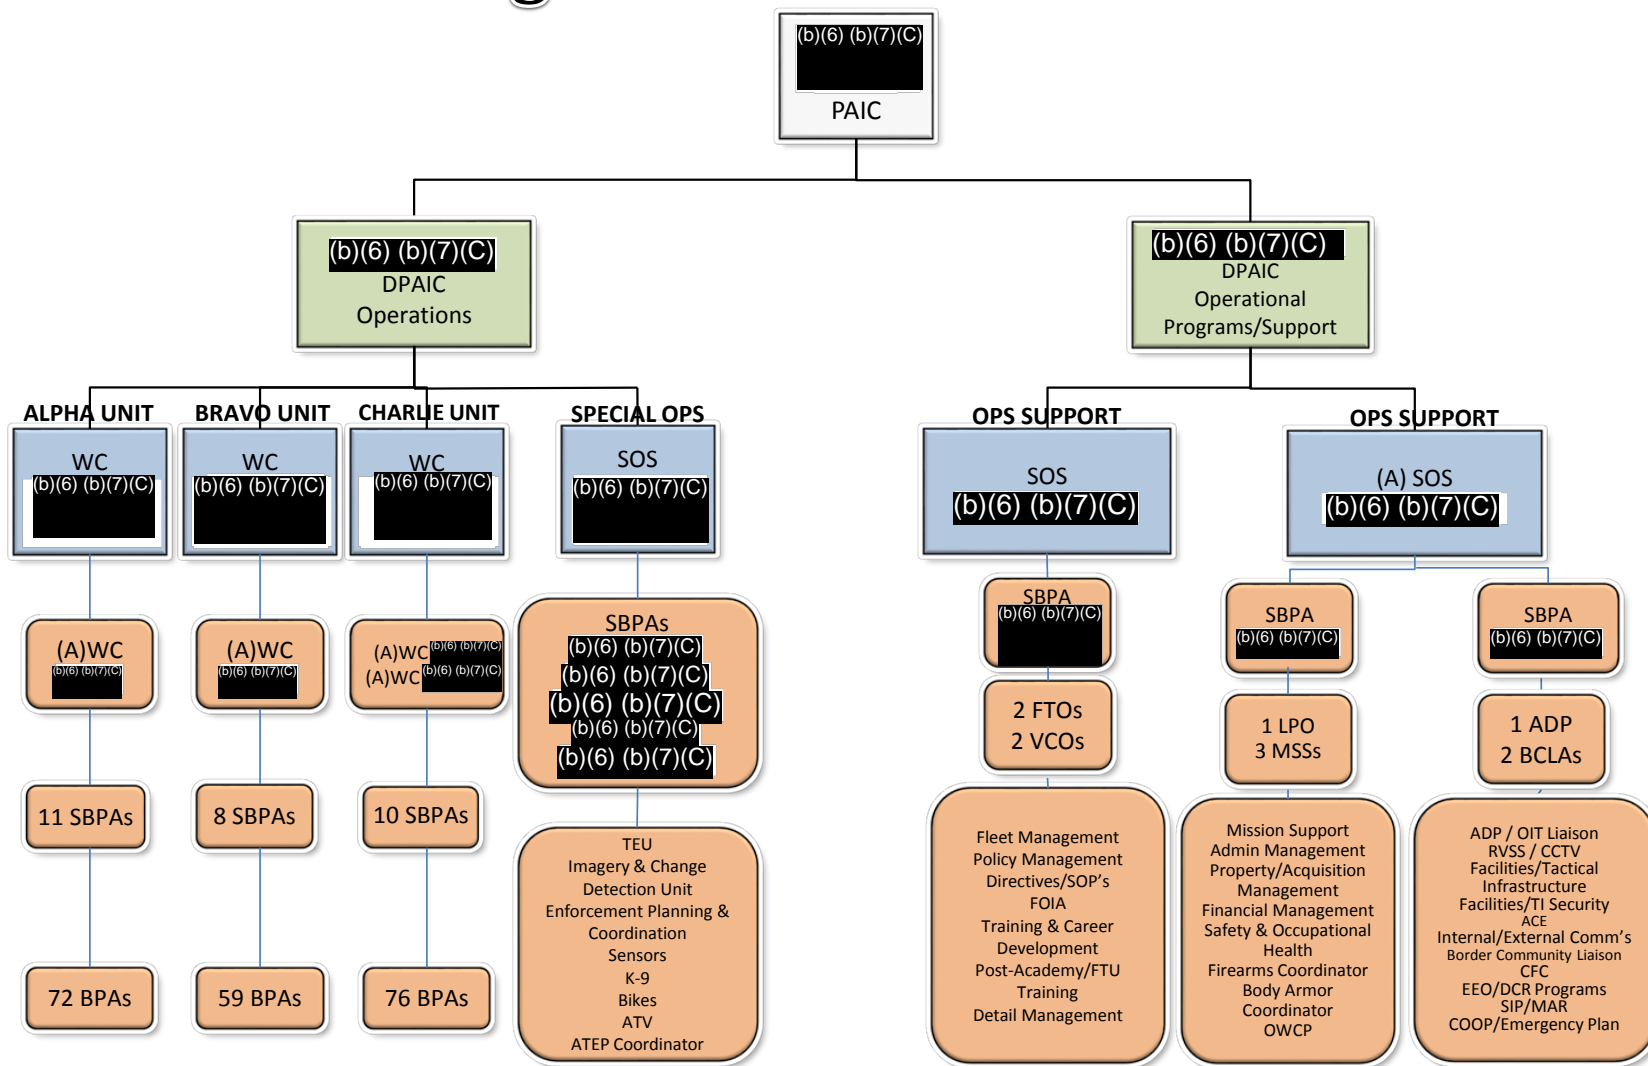 (b)(6) (b)(7)(C)
PAIC
(b)(6) (b)(7)(C)
DPAIC
Operations
(b)(6) (b)(7)(C)
DPAIC
Operational
Programs/Support
ALPHA UNIT
WC
(b)(6) (b)(7)(C)
(A)WC
(b)(6) (b)(7)(C)
11 SBPAs
72 BPAs
BRAVO UNIT
WC
(b)(6) (b)(7)(C)
(A)WC
(b)(6) (b)(7)(C)
8 SBPAs
59 BPAs
CHARLIE UNIT
WC
(b)(6) (b)(7)(C)
(A)WC (b)(6) (b)(7)(C)
(A)WC (b)(6) (b)(7)(C)
10 SBPAs
76 BPAs
SPECIAL OPS
SOS
(b)(6) (b)(7)(C)
SBPAs
(b)(6) (b)(7)(C)
(b)(6) (b)(7)(C)
(b)(6) (b)(7)(C)
(b)(6) (b)(7)(C)
(b)(6) (b)(7)(C)
TEU
Imagery & Change
Detection Unit
Enforcement Planning &
Coordination
Sensors
K-9
Bikes
ATV
ATEP Coordinator
OPS SUPPORT
SOS
(b)(6) (b)(7)(C)
SBPA
(b)(6) (b)(7)(C)
2 FTOs
2 VCOs
Fleet Management
Policy Management
Directives/SOP's
FOIA
Training & Career
Development
Post-Academy/FTU
Training
Detail Management
OPS SUPPORT
(A) SOS
(b)(6) (b)(7)(C)
SBPA
(b)(6) (b)(7)(C)
1 LPO
3 MSSs
Mission Support
Admin Management
Property/Acquisition
Management
Financial Management
Safety & Occupational
Health
Firearms Coordinator
Body Armor
Coordinator
OWCP
SBPA
(b)(6) (b)(7)(C)
1 ADP
2 BCLAs
ADP / OIT Liaison
RVSS / CCTV
Facilities/Tactical
Infrastructure
Facilities/TI Security
ACE
Internal/External Comm's
Border Community Liaison
CFC
EEO/DCR Programs
SIP/MAR
COOP/Emergency Plan